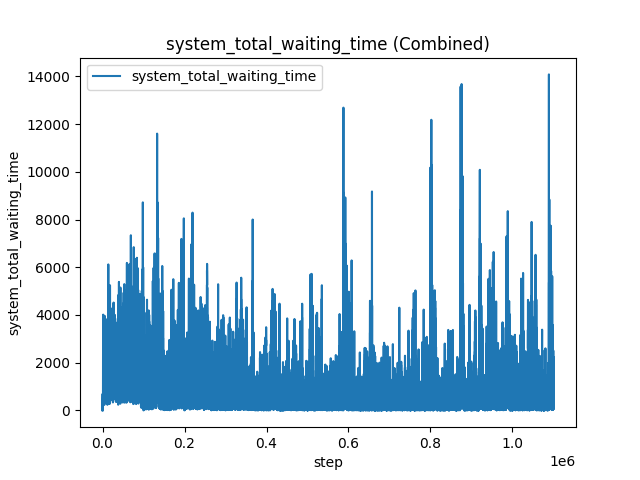 system_total_waiting_time (Combined)
system_total_waiting_time
system_total_waiting_time
14000
12000
10000
8000
6000
4000
2000
0
0.0 0.2 0.4 0.6 0.8 1.0
1e6
step